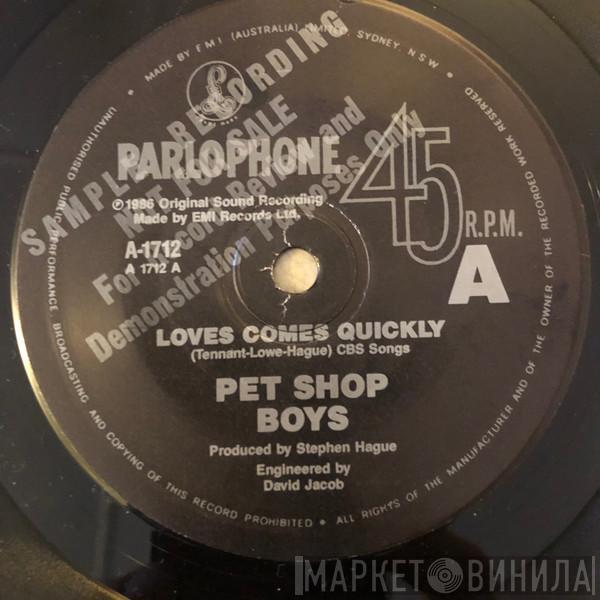 MADE BY EMI (AUSTRALIA) LIMITED SYDNEY, N.S.W.
SAMPLE RECORDING
NOT FOR SALE
For Record Review and
Demonstration Purposes Only
PARLOPHONE
45
R.P.M.
℗1986 Original Sound Recording
Made by EMI Records Ltd.
A-1712
A 1712 A
A
LOVES COMES QUICKLY
(Tennant-Lowe-Hague) CBS Songs
PET SHOP
BOYS
Produced by Stephen Hague
Engineered by
David Jacob
UNAUTHORISED PUBLIC PERFORMANCE, BROADCASTING AND COPYING OF THIS RECORD PROHIBITED • ALL RIGHTS OF THE MANUFACTURER AND OF THE OWNER OF THE RECORDED WORK RESERVED
МАРКЕТ ВИНИЛА